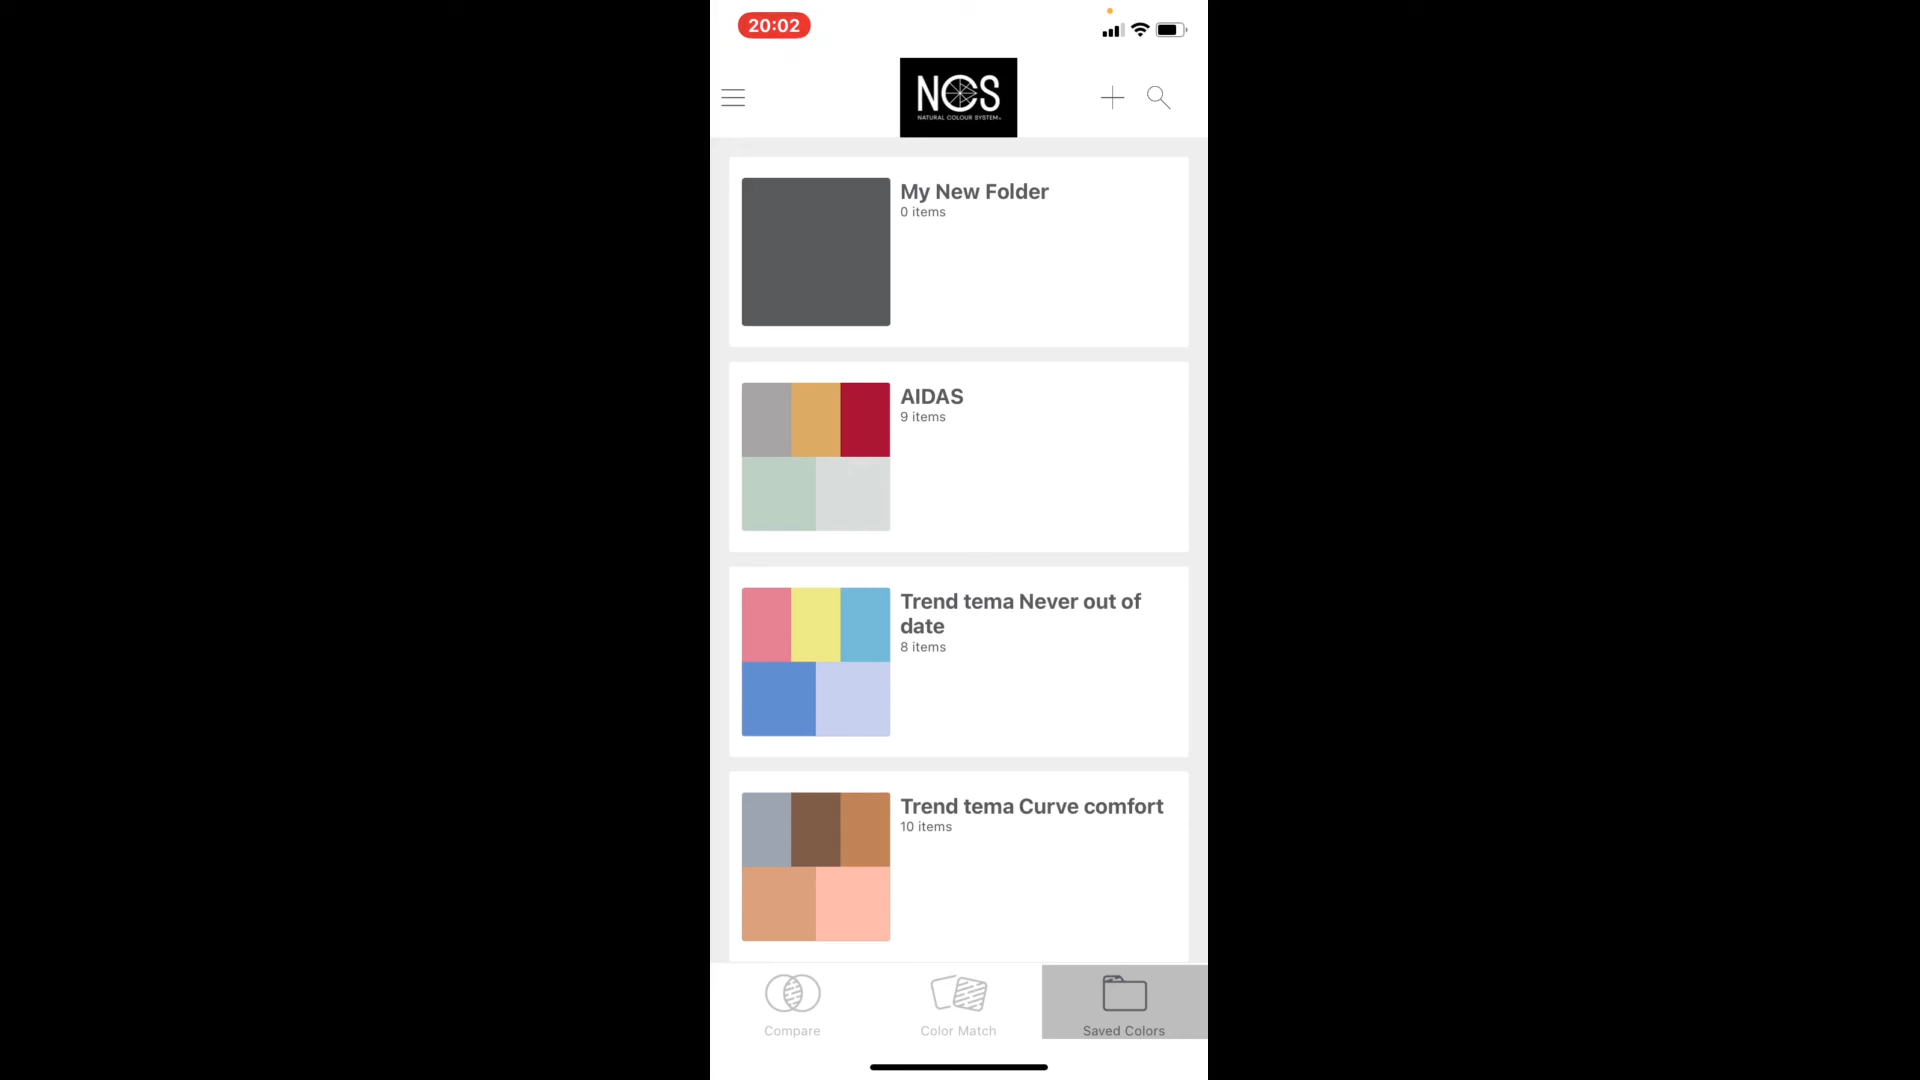 20:02
NCS
NATURAL COLOUR SYSTEM
My New Folder
0 items
AIDAS
9 items
Trend tema Never out of
date
8 items
Trend tema Curve comfort
10 items
Compare
Color Match
Saved Colors